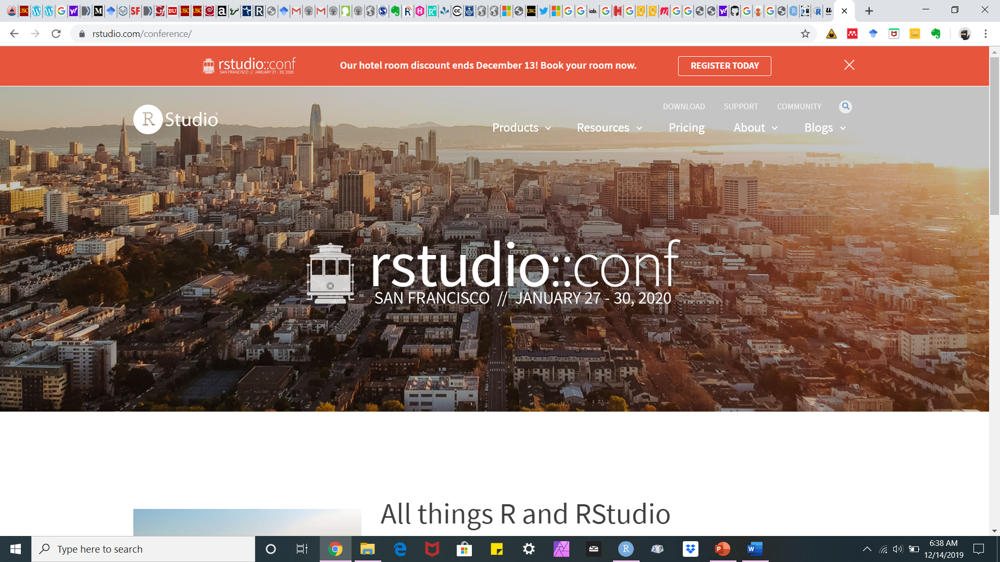 rstudio.com/conference/
rstudio::conf
SAN FRANCISCO // JANUARY 27 - 30, 2020
Our hotel room discount ends December 13! Book your room now.
REGISTER TODAY
R Studio
DOWNLOAD SUPPORT COMMUNITY
Products Resources Pricing About Blogs
rstudio::conf
SAN FRANCISCO // JANUARY 27 - 30, 2020
All things R and RStudio
Type here to search
6:38 AM
12/14/2019